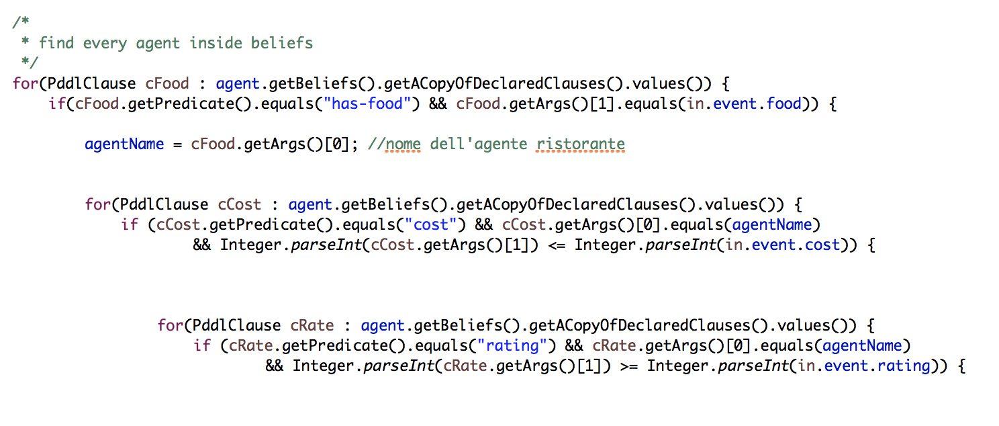 /*
 * find every agent inside beliefs
 */
for(PddlClause cFood : agent.getBeliefs().getACopyOfDeclaredClauses().values()) {
    if(cFood.getPredicate().equals("has-food") && cFood.getArgs()[1].equals(in.event.food)) {
        agentName = cFood.getArgs()[0]; //nome dell'agente ristorante
        for(PddlClause cCost : agent.getBeliefs().getACopyOfDeclaredClauses().values()) {
            if (cCost.getPredicate().equals("cost") && cCost.getArgs()[0].equals(agentName)
                    && Integer.parseInt(cCost.getArgs()[1]) <= Integer.parseInt(in.event.cost)) {
                for(PddlClause cRate : agent.getBeliefs().getACopyOfDeclaredClauses().values()) {
                    if (cRate.getPredicate().equals("rating") && cRate.getArgs()[0].equals(agentName)
                            && Integer.parseInt(cRate.getArgs()[1]) >= Integer.parseInt(in.event.rating)) {